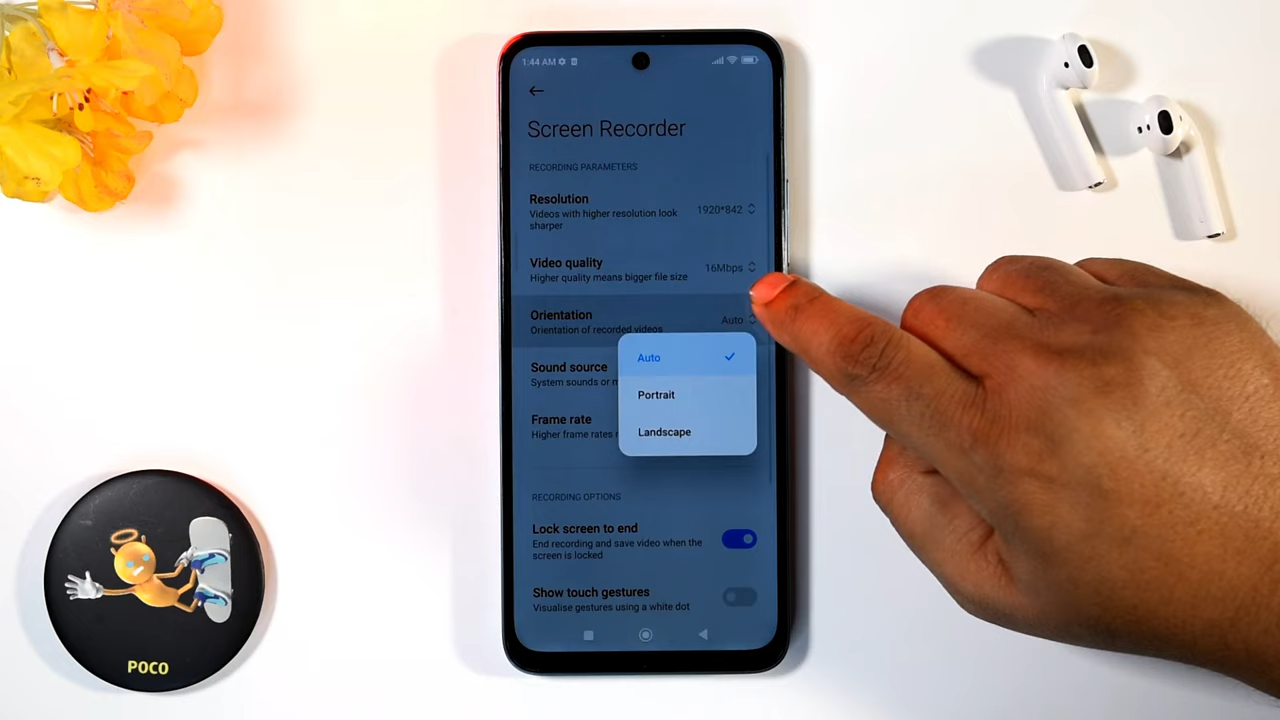 1:44 AM
Screen Recorder
RECORDING PARAMETERS
Resolution
Videos with higher resolution look
sharper
1920*842
Video quality
Higher quality means bigger file size
16Mbps
Orientation
Orientation of recorded videos
Auto
Auto
Portrait
Landscape
Sound source
System sounds or
Frame rate
Higher frame rates
RECORDING OPTIONS
Lock screen to end
End recording and save video when the
screen is locked
Show touch gestures
Visualise gestures using a white dot
POCO